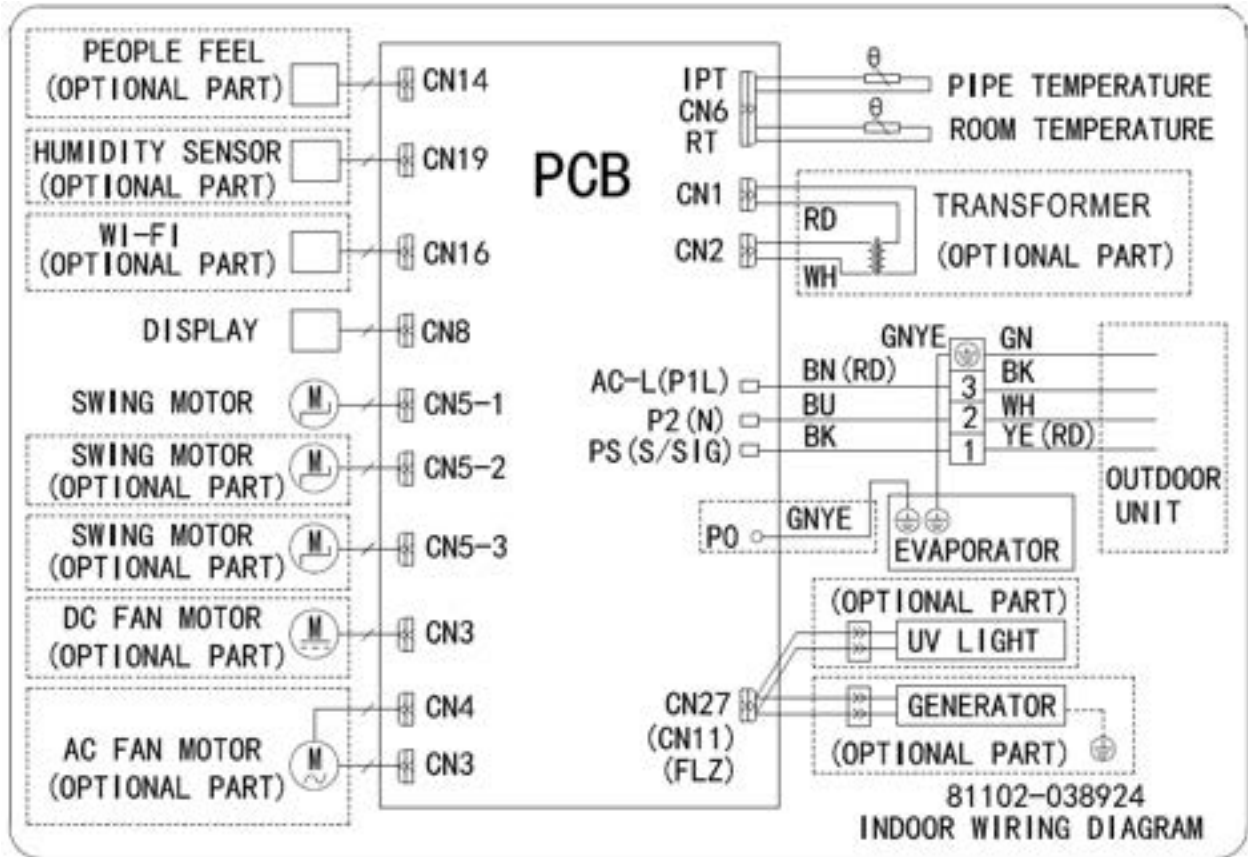 PEOPLE FEEL
(OPTIONAL PART)
CN14
HUMIDITY SENSOR
(OPTIONAL PART)
CN19
WI-FI
(OPTIONAL PART)
CN16
DISPLAY
CN8
SWING MOTOR
M
CN5-1
SWING MOTOR
(OPTIONAL PART)
M
CN5-2
SWING MOTOR
(OPTIONAL PART)
M
CN5-3
DC FAN MOTOR
(OPTIONAL PART)
M
CN3
CN4
AC FAN MOTOR
(OPTIONAL PART)
M
CN3
PCB
IPT
CN6
RT
θ
PIPE TEMPERATURE
θ
ROOM TEMPERATURE
CN1
CN2
RD
WH
TRANSFORMER
(OPTIONAL PART)
GNYE
GN
AC-L(P1L)
BN(RD)
3
BK
P2(N)
BU
2
WH
PS(S/SIG)
BK
1
YE(RD)
OUTDOOR
UNIT
P0
GNYE
EVAPORATOR
(OPTIONAL PART)
UV LIGHT
CN27
(CN11)
(FLZ)
GENERATOR
(OPTIONAL PART)
81102-038924
INDOOR WIRING DIAGRAM